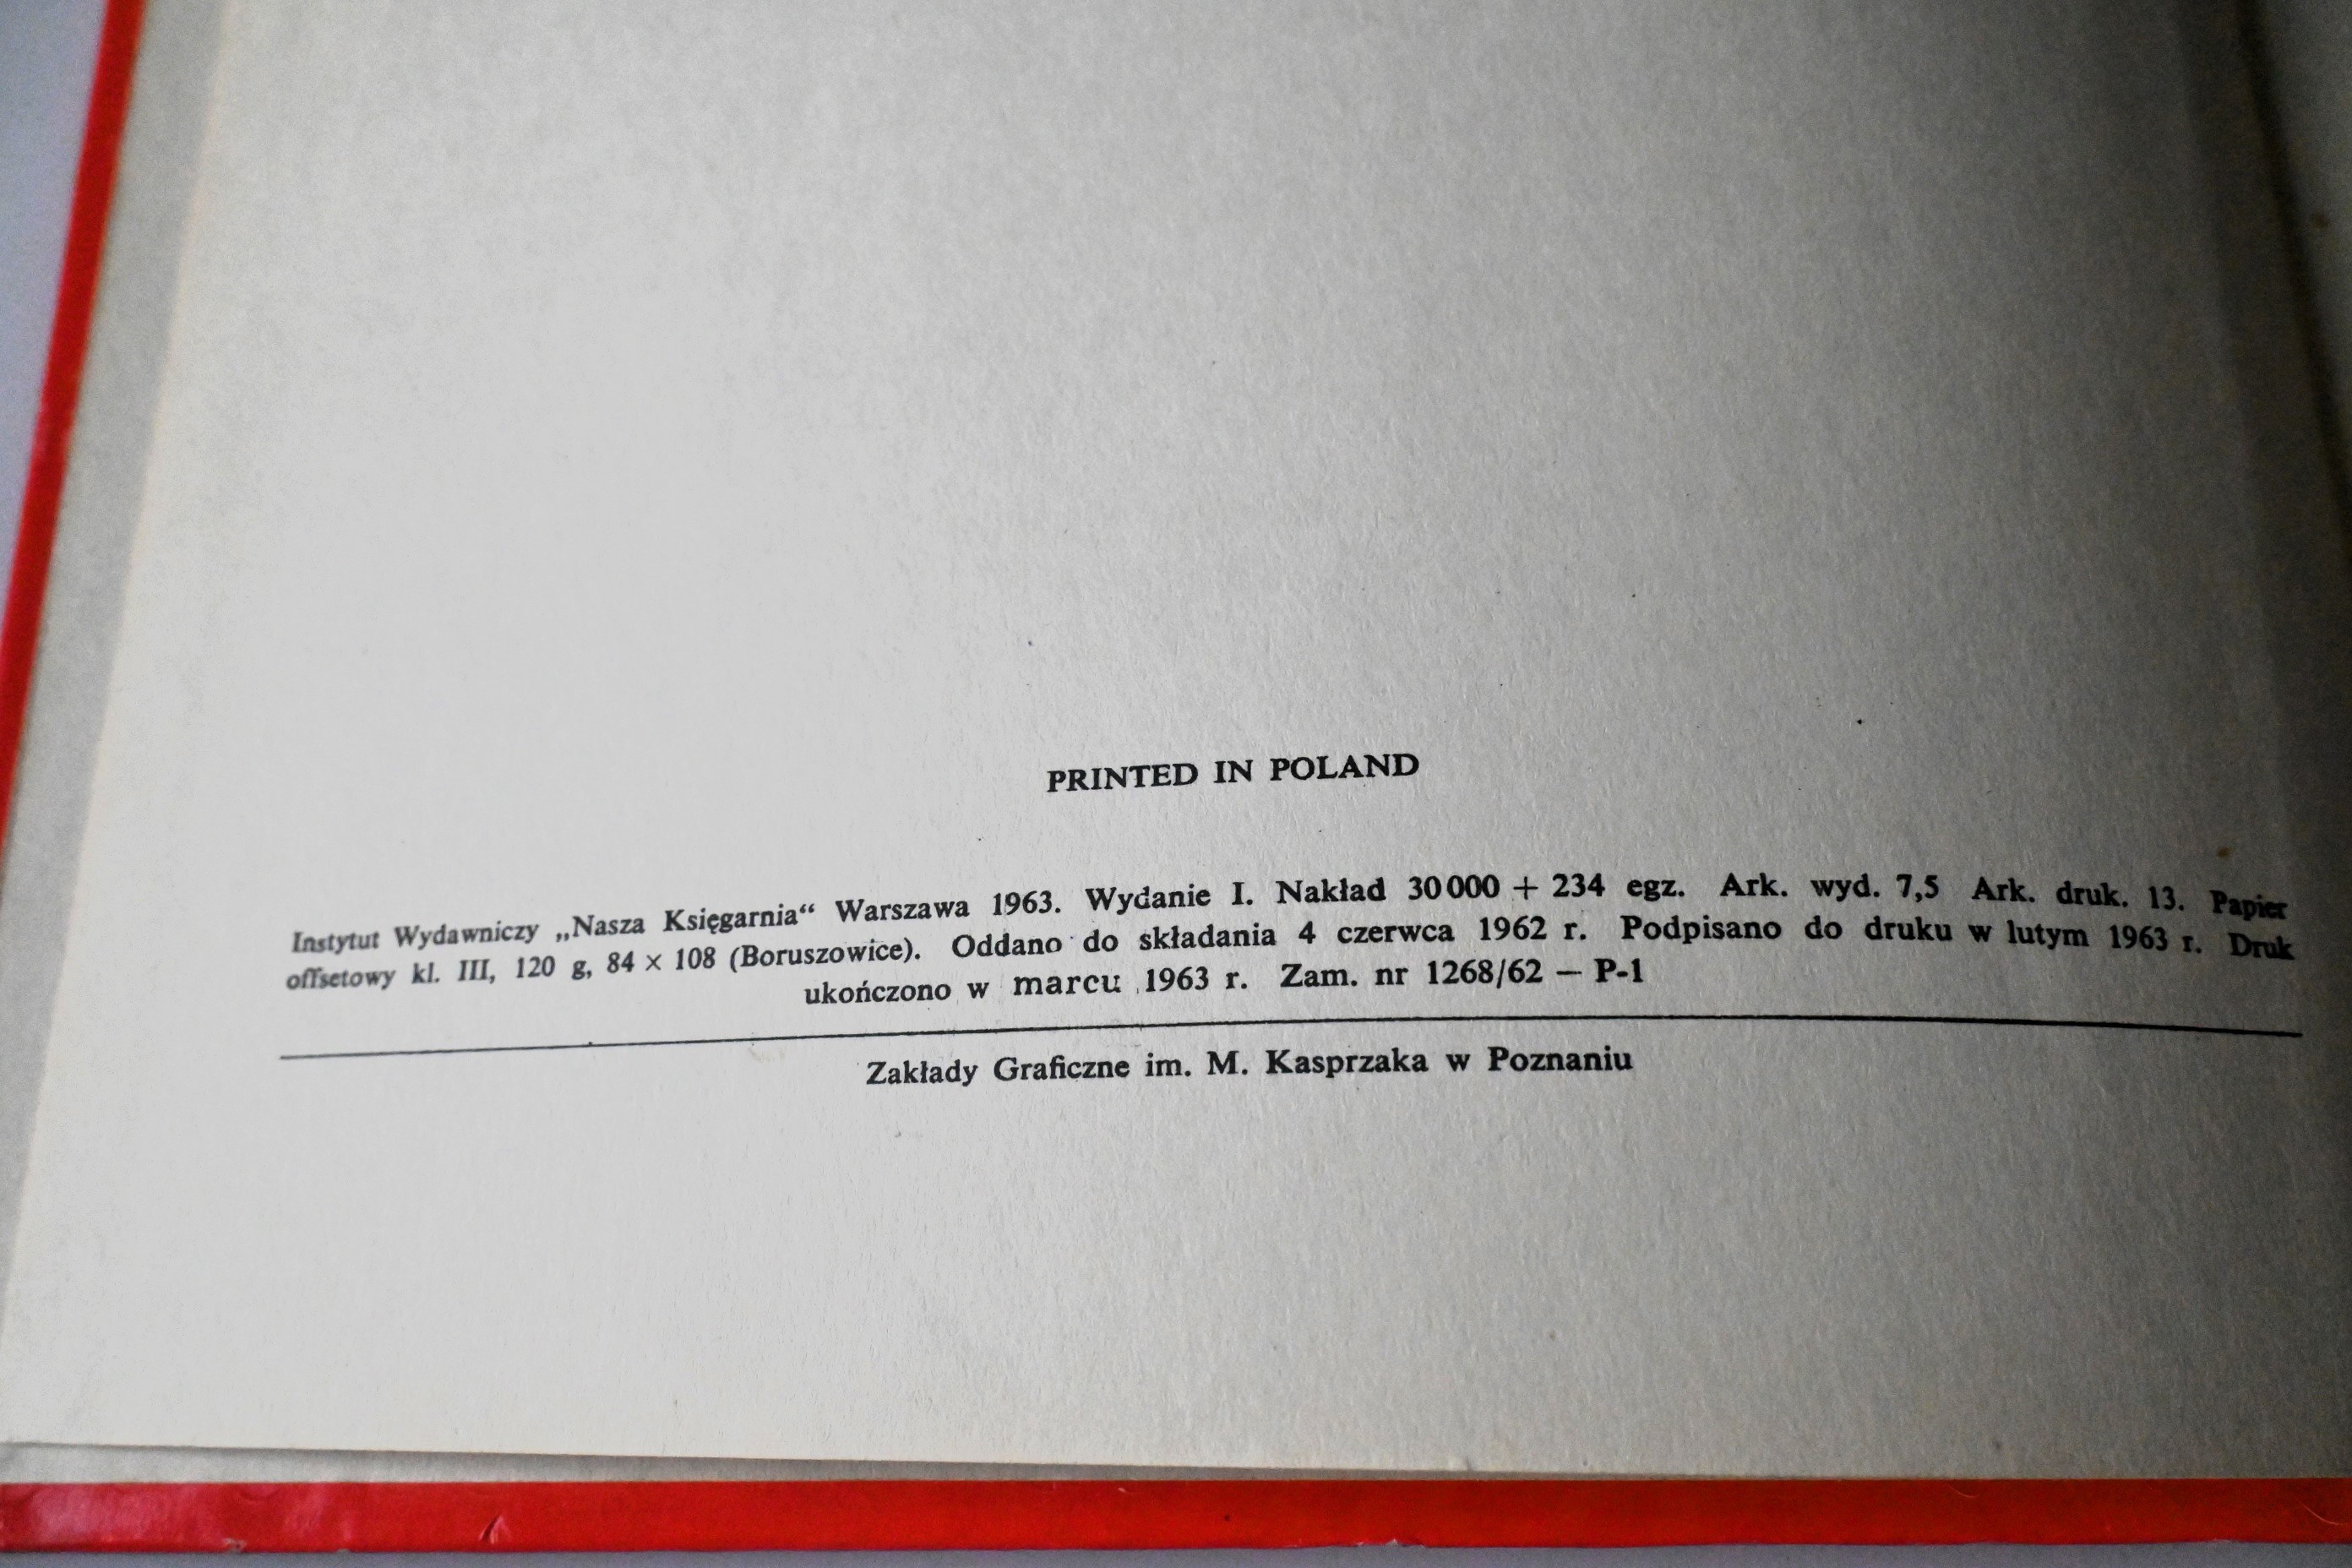 PRINTED IN POLAND
Instytut Wydawniczy „Nasza Księgarnia“ Warszawa 1963. Wydanie I. Nakład 30 000 + 234 egz. Ark. wyd. 7,5 Ark. druk. 13. Papier
offsetowy kl. III, 120 g, 84 × 108 (Boruszowice). Oddano do składania 4 czerwca 1962 r. Podpisano do druku w lutym 1963 r. Druk
ukończono w marcu 1963 r. Zam. nr 1268/62 — P-1
Zakłady Graficzne im. M. Kasprzaka w Poznaniu